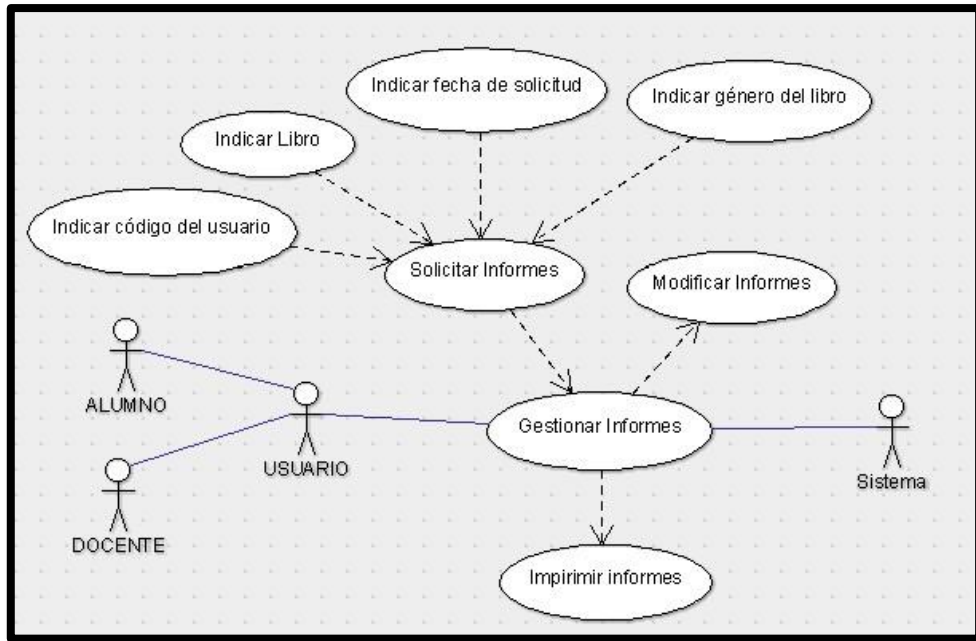 Indicar fecha de solicitud
Indicar género del libro
Indicar Libro
Indicar código del usuario
Solicitar Informes
Modificar Informes
ALUMNO
USUARIO
Gestionar Informes
Sistema
DOCENTE
Impirimir informes